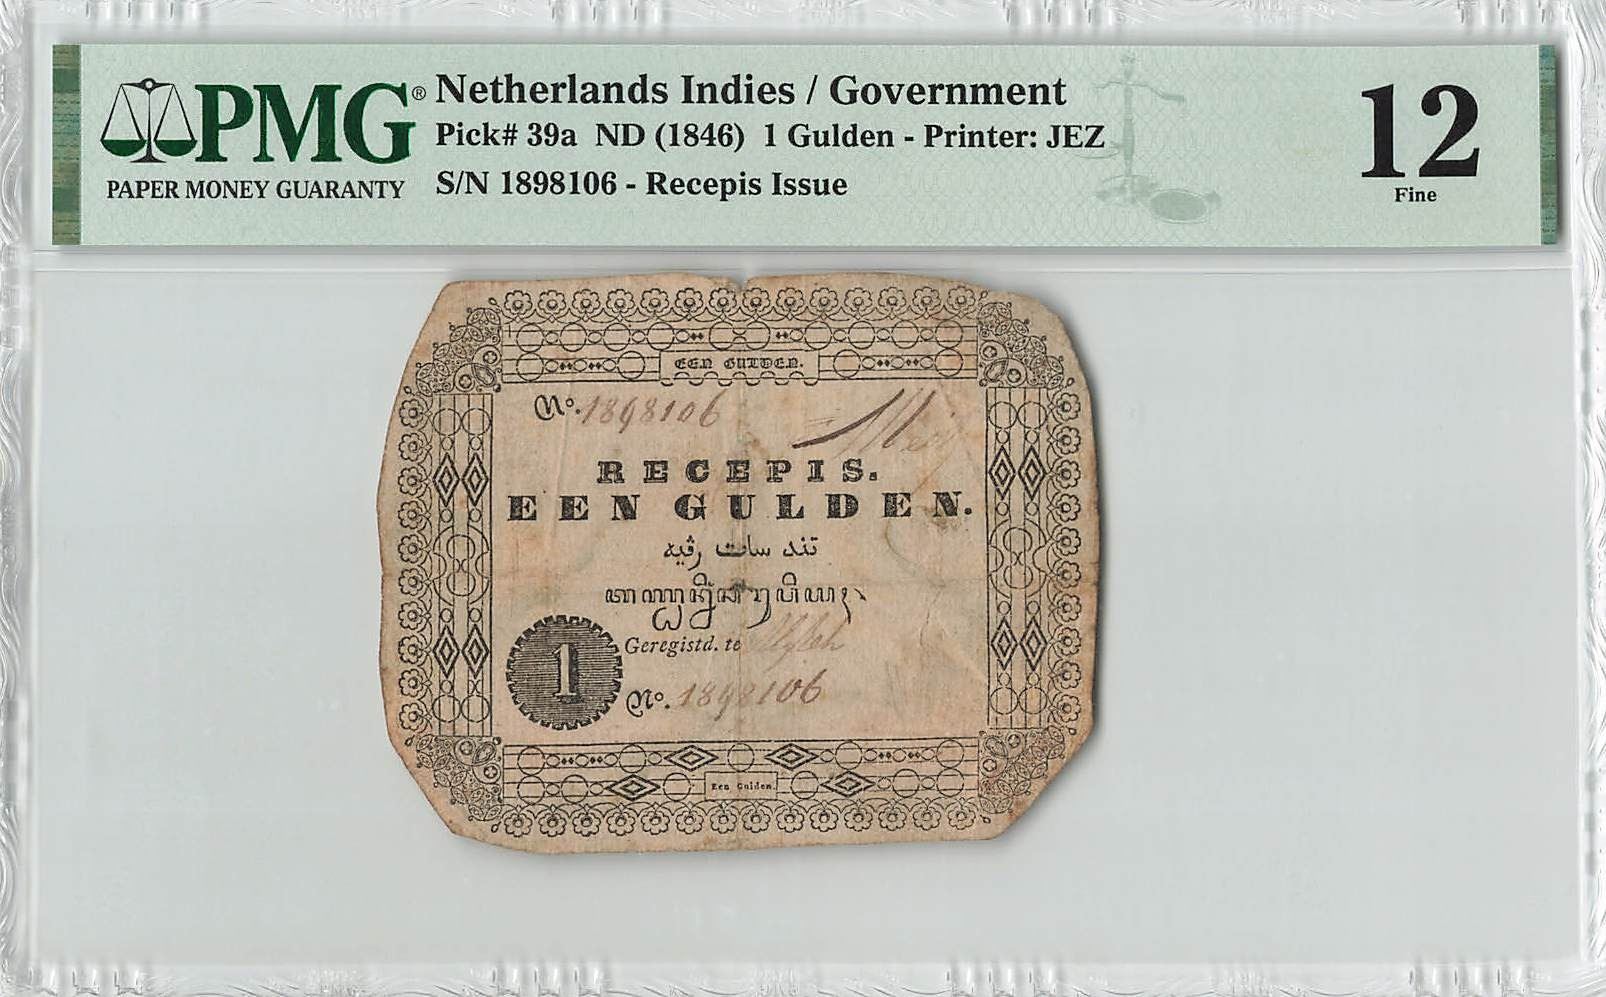 PMG® Netherlands Indies / Government
PAPER MONEY GUARANTY
Pick# 39a ND (1846) 1 Gulden - Printer: JEZ
S/N 1898106 - Recepis Issue
12
Fine
EEN GULDEN.
No. 1898106
RECEPIS.
EEN GULDEN.
تند سات رڤيه
1
Geregistd. te
No. 1898106
Een Gulden.